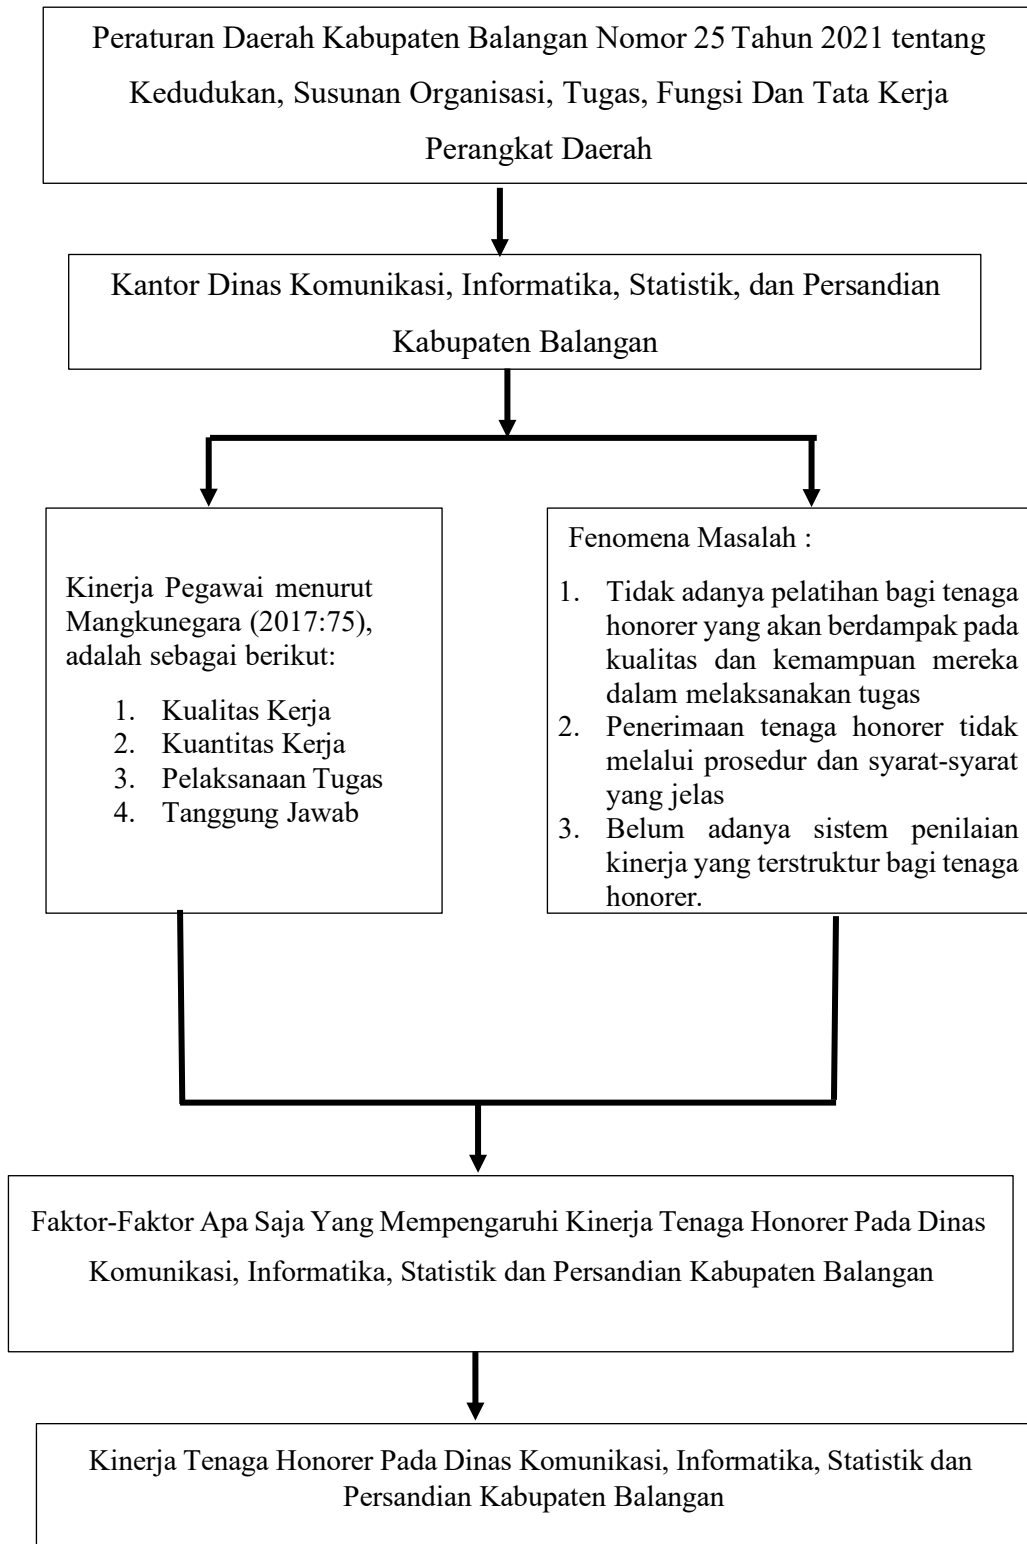 Peraturan Daerah Kabupaten Balangan Nomor 25 Tahun 2021 tentang
Kedudukan, Susunan Organisasi, Tugas, Fungsi Dan Tata Kerja
Perangkat Daerah
Kantor Dinas Komunikasi, Informatika, Statistik, dan Persandian
Kabupaten Balangan
Kinerja Pegawai menurut
Mangkunegara (2017:75),
adalah sebagai berikut:
1. Kualitas Kerja
2. Kuantitas Kerja
3. Pelaksanaan Tugas
4. Tanggung Jawab
Fenomena Masalah :
1. Tidak adanya pelatihan bagi tenaga
honorer yang akan berdampak pada
kualitas dan kemampuan mereka
dalam melaksanakan tugas
2. Penerimaan tenaga honorer tidak
melalui prosedur dan syarat-syarat
yang jelas
3. Belum adanya sistem penilaian
kinerja yang terstruktur bagi tenaga
honorer.
Faktor-Faktor Apa Saja Yang Mempengaruhi Kinerja Tenaga Honorer Pada Dinas
Komunikasi, Informatika, Statistik dan Persandian Kabupaten Balangan
Kinerja Tenaga Honorer Pada Dinas Komunikasi, Informatika, Statistik dan
Persandian Kabupaten Balangan